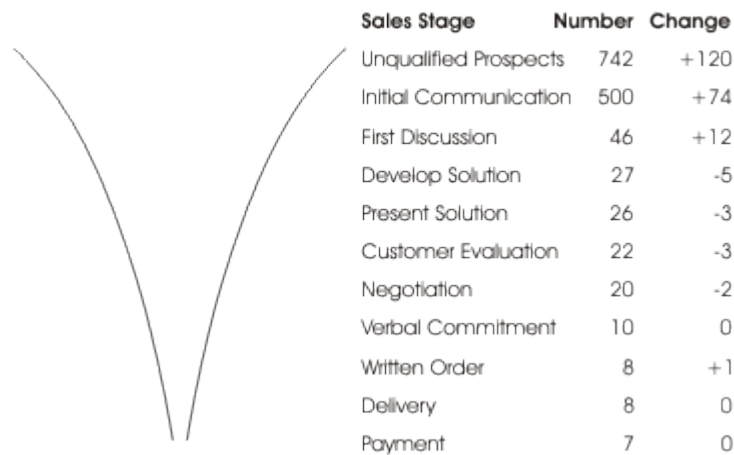 Sales Stage Number Change
Unqualified Prospects 742 +120
Initial Communication 500 +74
First Discussion 46 +12
Develop Solution 27 -5
Present Solution 26 -3
Customer Evaluation 22 -3
Negotiation 20 -2
Verbal Commitment 10 0
Written Order 8 +1
Delivery 8 0
Payment 7 0